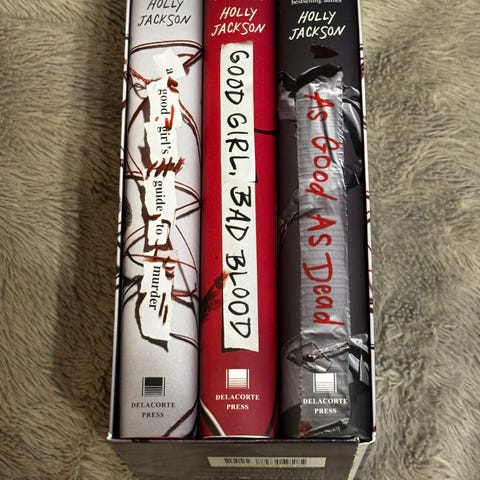 HOLLY
JACKSON
a
good girl's
guide to
murder
DELACORTE
PRESS
HOLLY
JACKSON
GOOD GIRL, BAD BLOOD
DELACORTE
PRESS
bestselling author
HOLLY
JACKSON
As Good As Dead
DELACORTE
PRESS